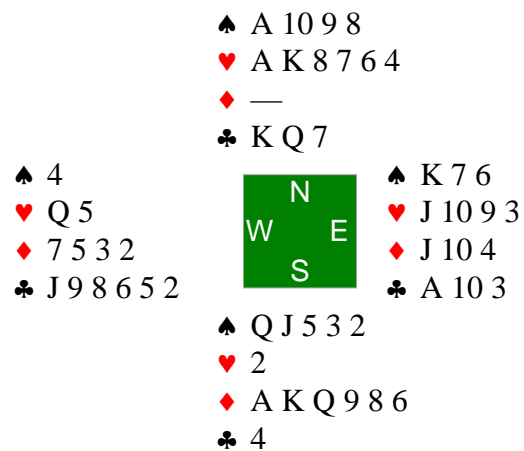 ♠ A 10 9 8
♥ A K 8 7 6 4
♦ —
♣ K Q 7
♠ 4
♥ Q 5
♦ 7 5 3 2
♣ J 9 8 6 5 2
N
W E
S
♠ K 7 6
♥ J 10 9 3
♦ J 10 4
♣ A 10 3
♠ Q J 5 3 2
♥ 2
♦ A K Q 9 8 6
♣ 4